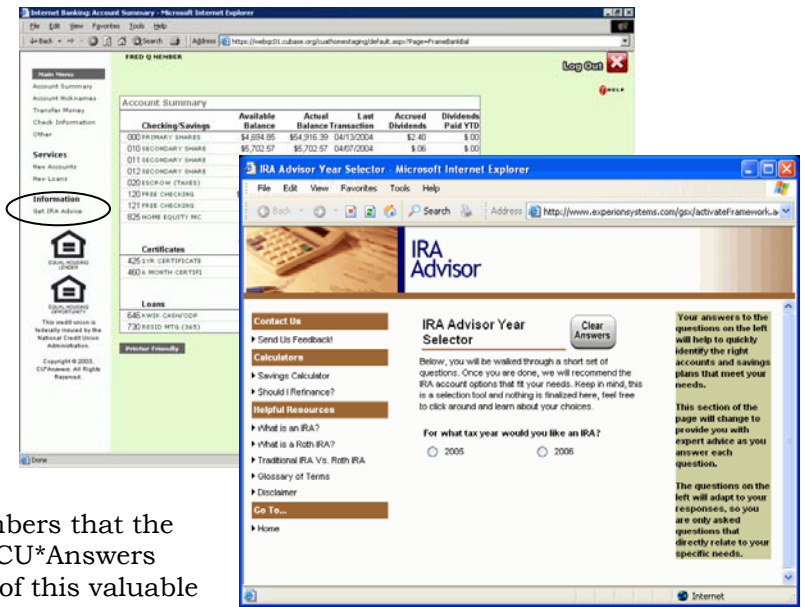 Internet Banking: Account Summary - Microsoft Internet Explorer
File Edit View Favorites Tools Help
Back Search Address https://webqc01.cubase.org/cuathomestaging/default.aspx?Page=FrameBankBal
FRED Q MEMBER
Log Out
HELP
Main Menu
Account Summary
Account Nicknames
Transfer Money
Check Information
Other
Services
New Accounts
New Loans
Information
Get IRA Advice
EQUAL HOUSING
LENDER
EQUAL HOUSING
OPPORTUNITY
This credit union is
federally insured by the
National Credit Union
Administration.
Copyright © 2003,
CU*Answers. All Rights
Reserved.
Account Summary
Checking/Savings Available Balance Actual Balance Last Transaction Accrued Dividends Dividends Paid YTD
000 PRIMARY SHARES $4,694.85 $54,916.39 04/13/2004 $2.40 $.00
010 SECONDARY SHARE $5,702.57 $5,702.57 04/07/2004 $.06 $.00
011 SECONDARY SHARE
012 SECONDARY SHARE
020 ESCROW (TAXES)
120 FREE CHECKING
121 FREE CHECKING
825 HOME EQUITY MC
Certificates
425 1YR CERTIFICATE
460 6 MONTH CERTIFI
Loans
646 KWIK CASH/ODP
730 RESID MTG (365)
Printer Friendly
Done
IRA Advisor Year Selector - Microsoft Internet Explorer
File Edit View Favorites Tools Help
Back Search Address http://www.experionsystems.com/gsx/activateFramework.a
IRA
Advisor
Contact Us
Send Us Feedback!
Calculators
Savings Calculator
Should I Refinance?
Helpful Resources
What is an IRA?
What is a Roth IRA?
Traditional IRA Vs. Roth IRA
Glossary of Terms
Disclaimer
Go To...
Home
IRA Advisor Year
Selector
Clear
Answers
Below, you will be walked through a short set of
questions. Once you are done, we will recommend the
IRA account options that fit your needs. Keep in mind, this
is a selection tool and nothing is finalized here, feel free
to click around and learn about your choices.
For what tax year would you like an IRA?
2005 2006
Your answers to the
questions on the left
will help to quickly
identify the right
accounts and savings
plans that meet your
needs.
This section of the
page will change to
provide you with
expert advice as you
answer each
question.
The questions on the
left will adapt to your
responses, so you
are only asked
questions that
directly relate to your
specific needs.
Internet
nbers that the
CU*Answers
of this valuable